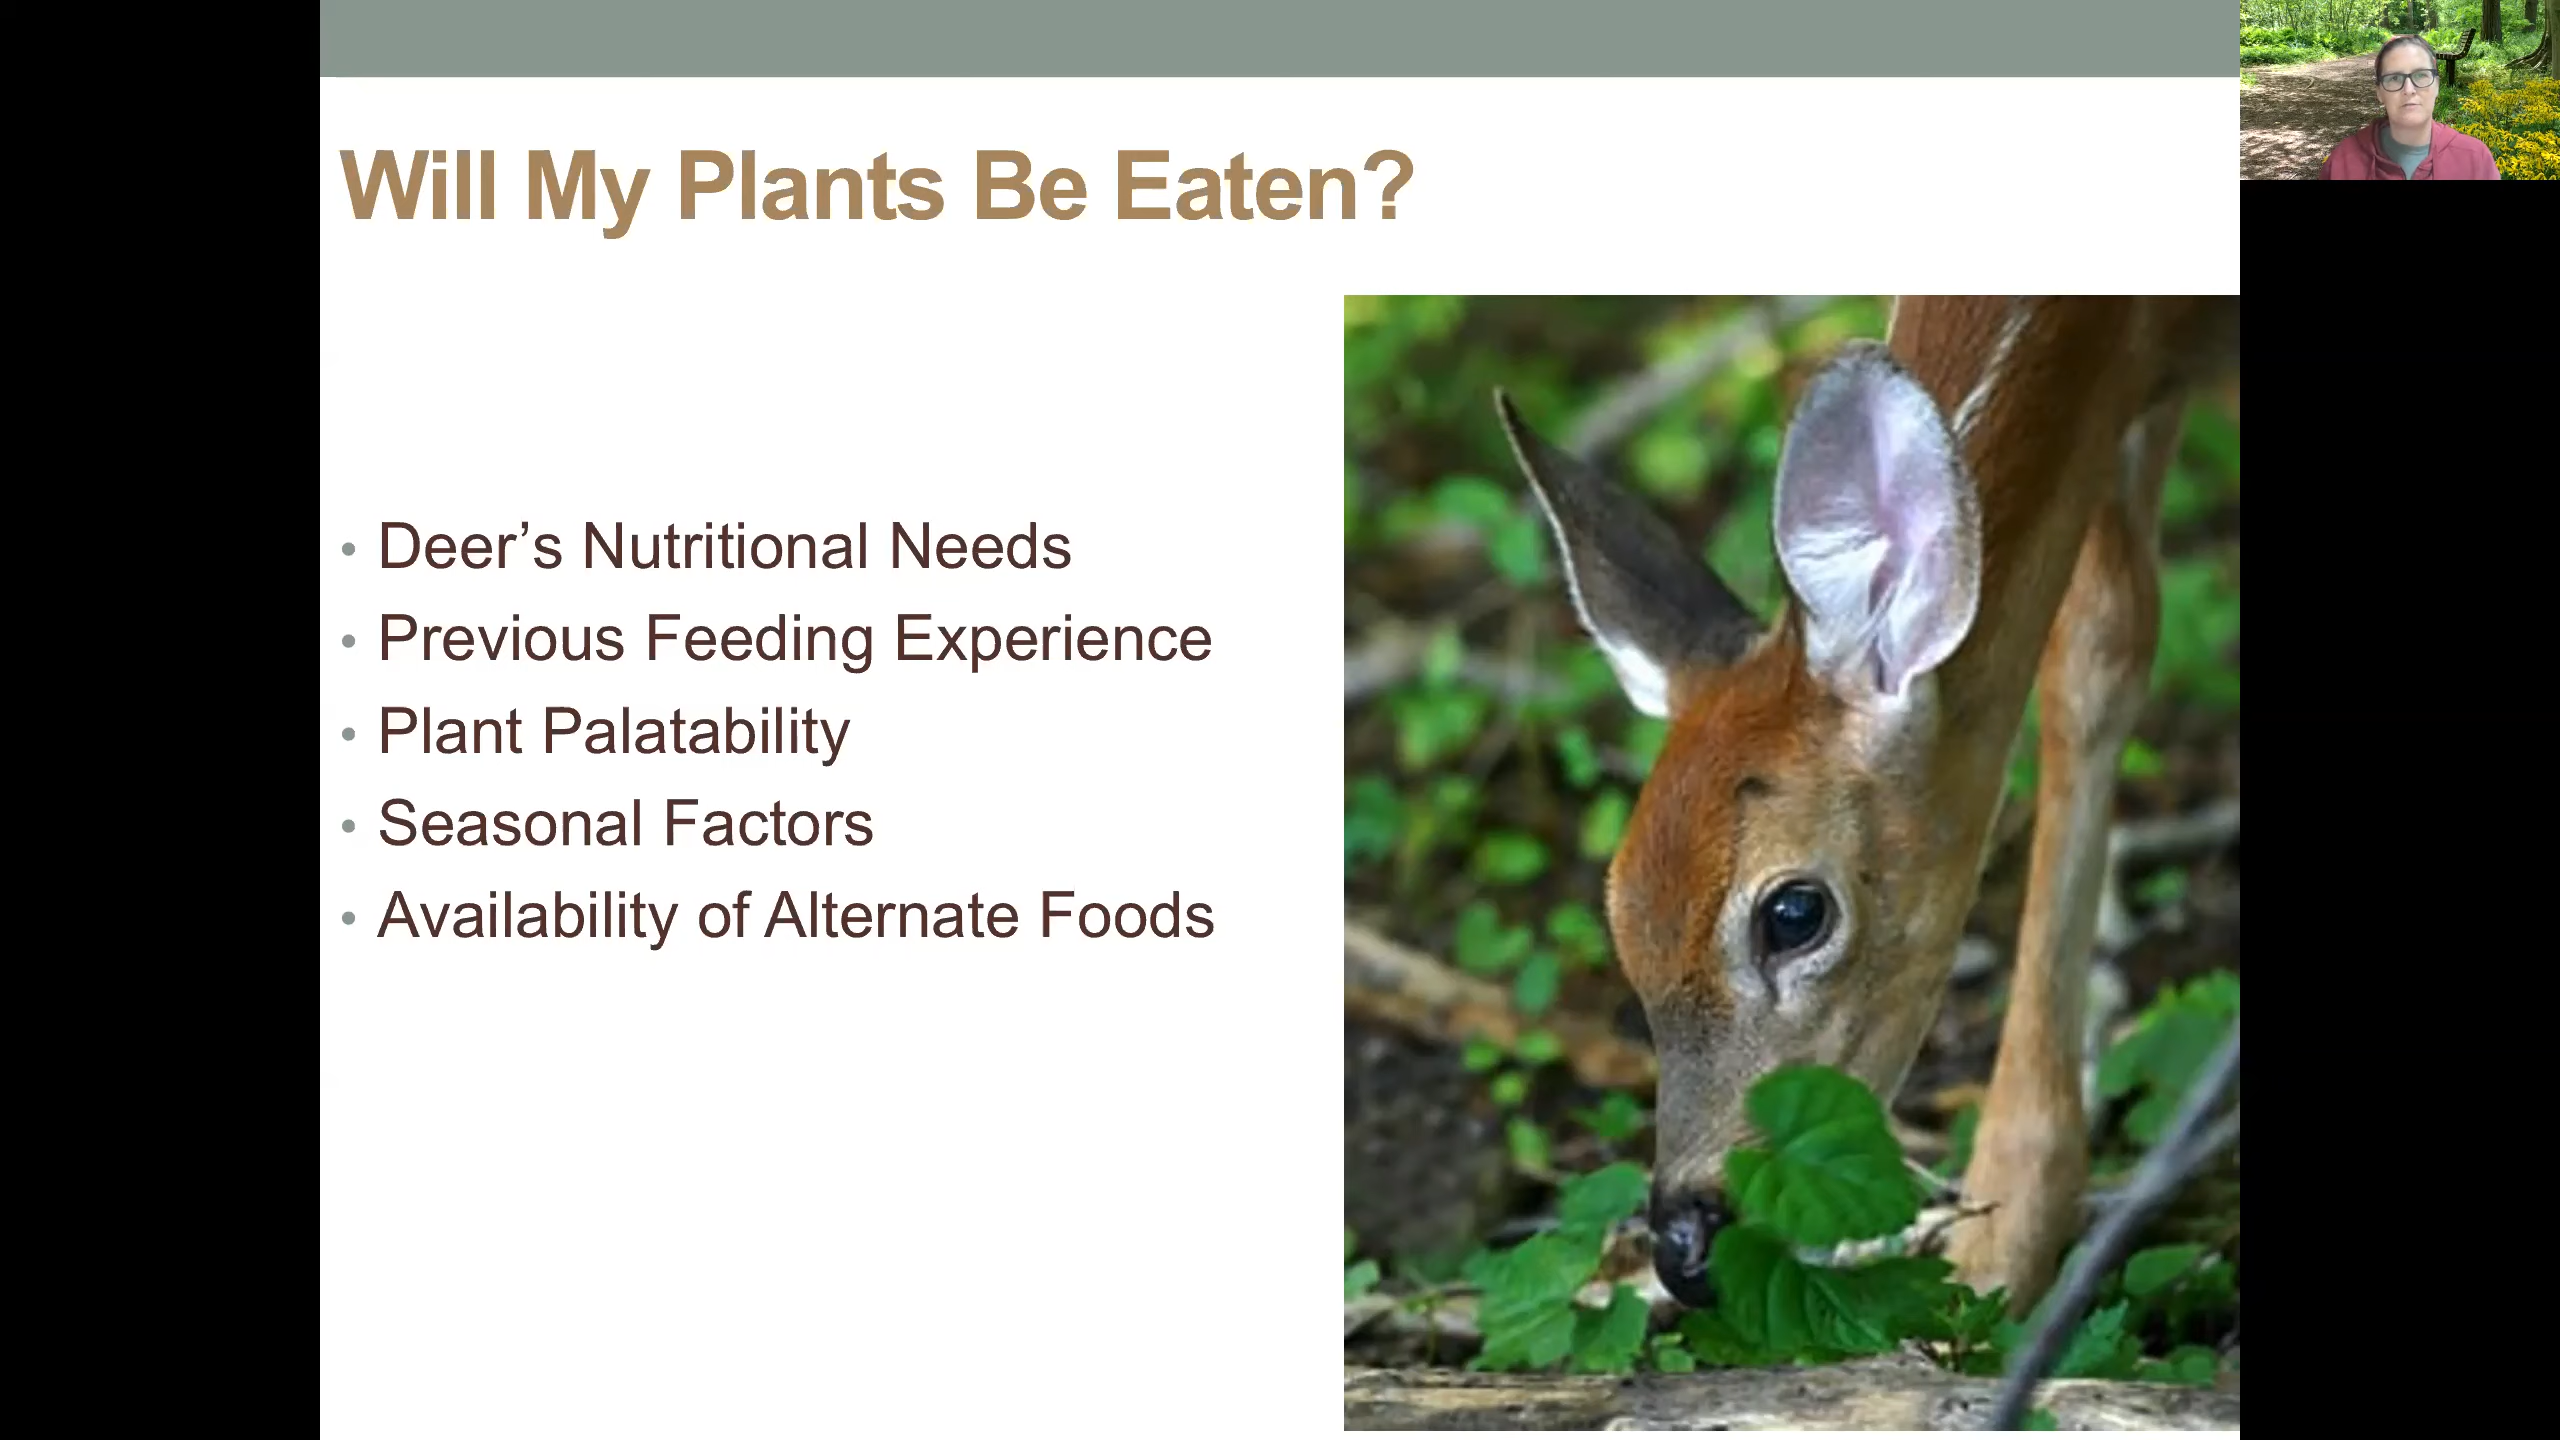 Will My Plants Be Eaten?
• Deer’s Nutritional Needs
• Previous Feeding Experience
• Plant Palatability
• Seasonal Factors
• Availability of Alternate Foods